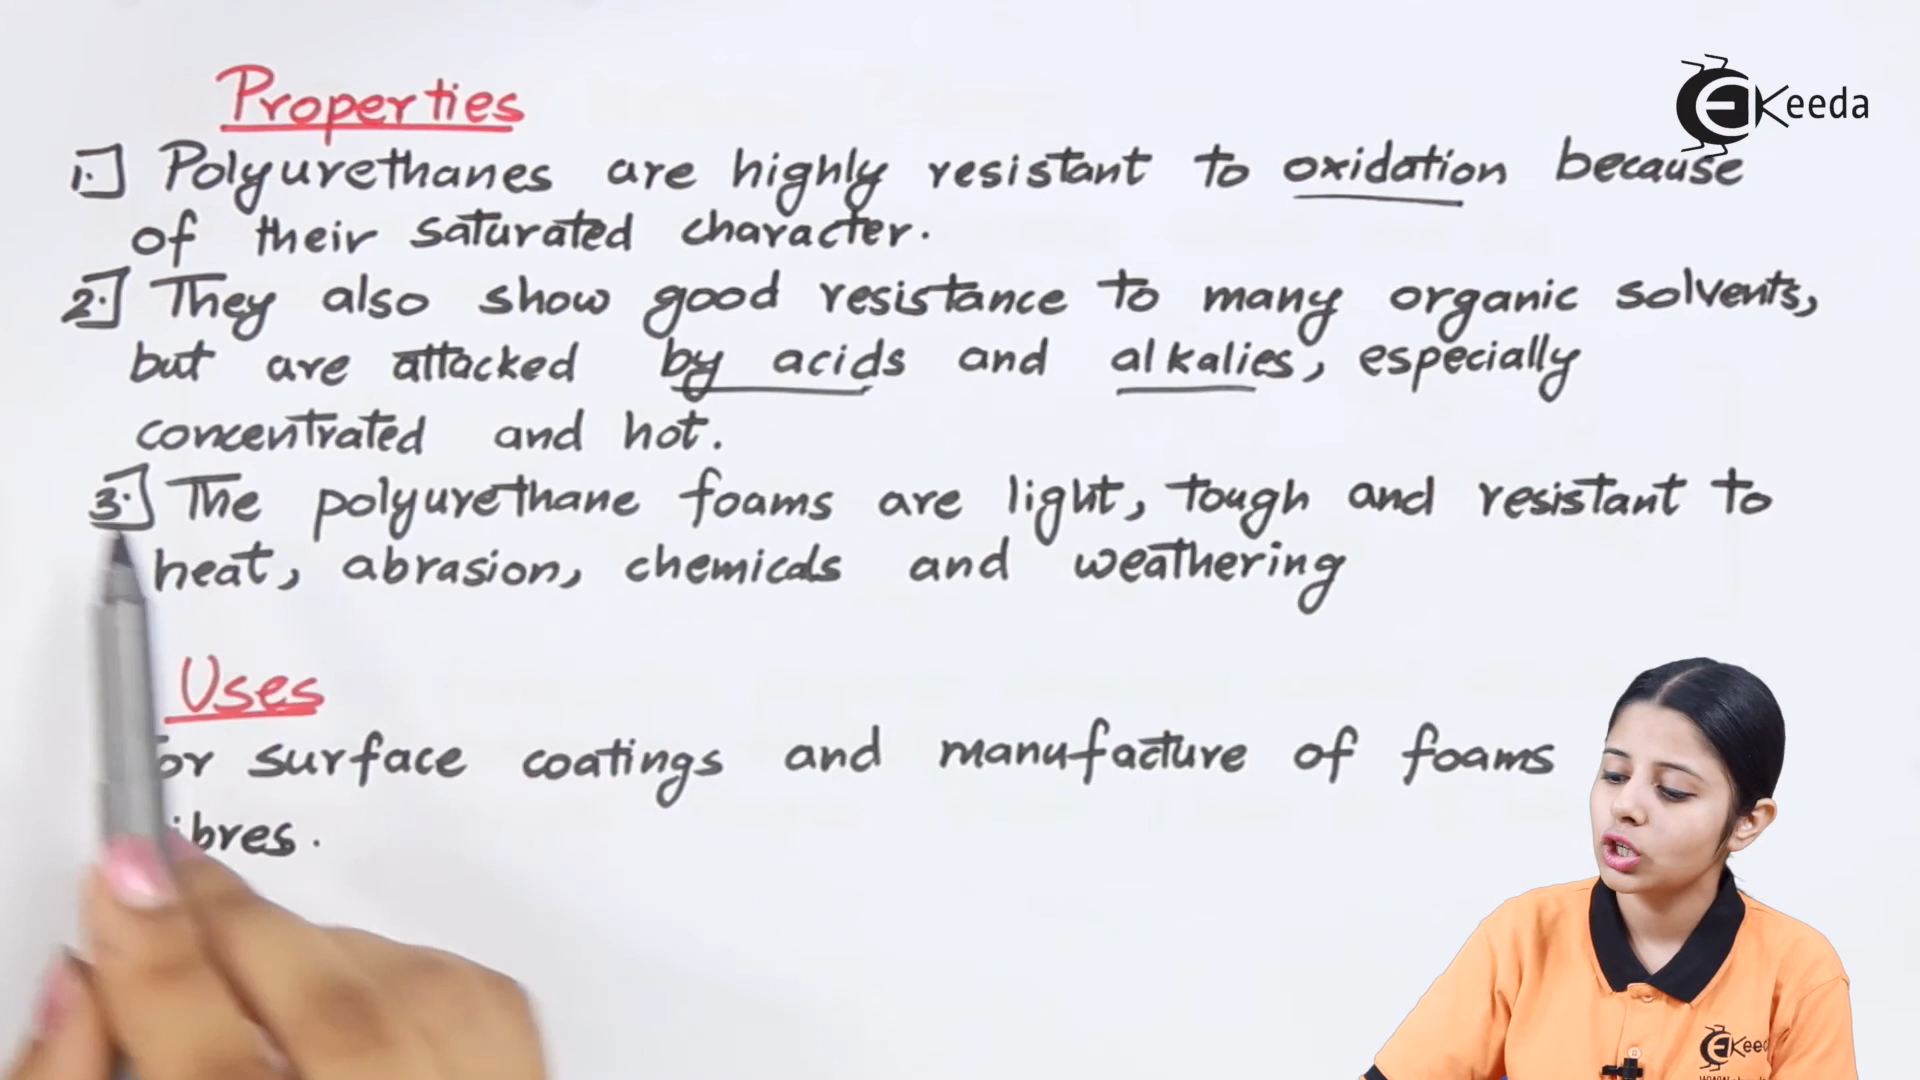 Properties
EKeeda
1. Polyurethanes are highly resistant to oxidation because
of their saturated character.
2. They also show good resistance to many organic solvents,
but are attacked by acids and alkalies, especially
concentrated and hot.
3. The polyurethane foams are light, tough and resistant to
heat, abrasion, chemicals and weathering
Uses
surface coatings and manufacture of foams